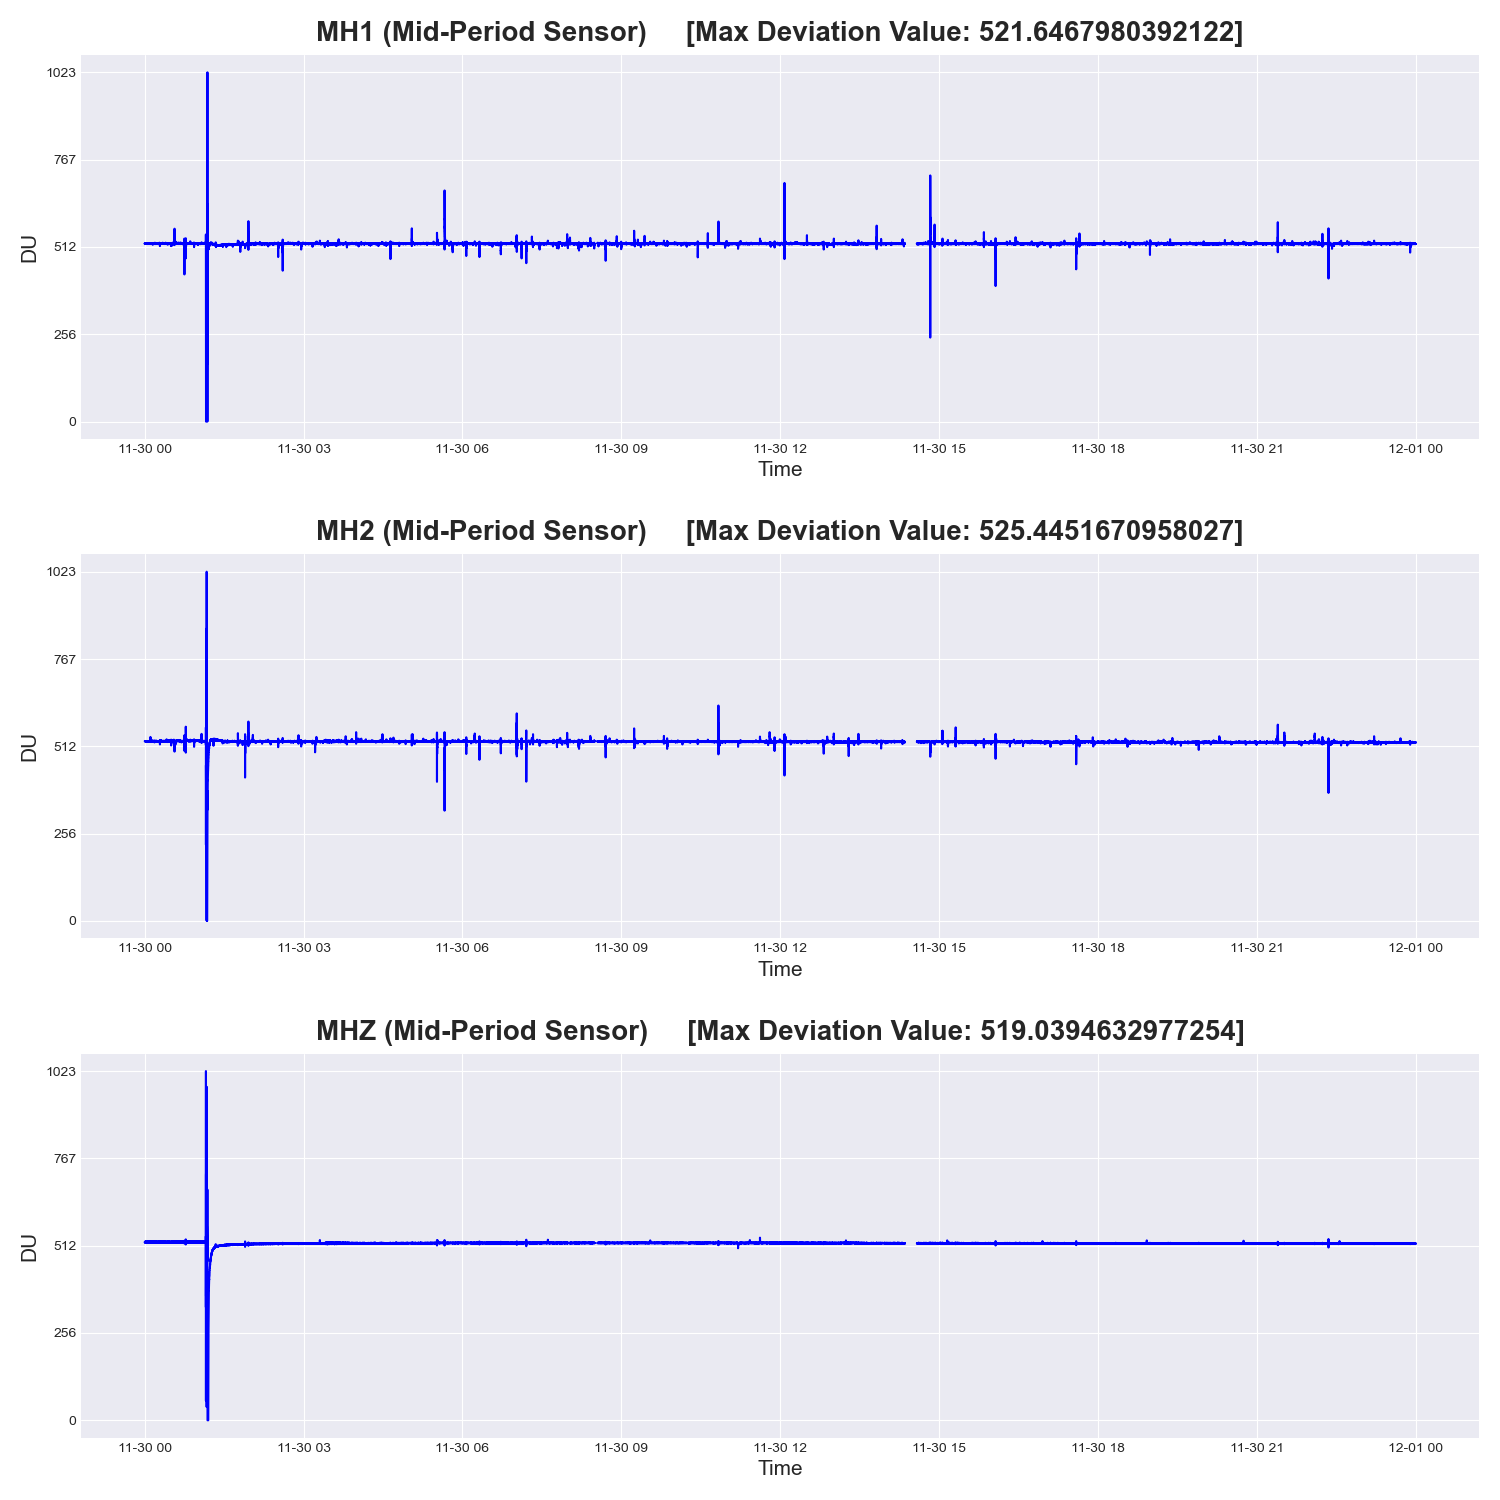 MH1 (Mid-Period Sensor) [Max Deviation Value: 521.6467980392122]
1023
767
512
256
0
DU
11-30 00 11-30 03 11-30 06 11-30 09 11-30 12 11-30 15 11-30 18 11-30 21 12-01 00
Time
MH2 (Mid-Period Sensor) [Max Deviation Value: 525.4451670958027]
1023
767
512
256
0
DU
11-30 00 11-30 03 11-30 06 11-30 09 11-30 12 11-30 15 11-30 18 11-30 21 12-01 00
Time
MHZ (Mid-Period Sensor) [Max Deviation Value: 519.0394632977254]
1023
767
512
256
0
DU
11-30 00 11-30 03 11-30 06 11-30 09 11-30 12 11-30 15 11-30 18 11-30 21 12-01 00
Time